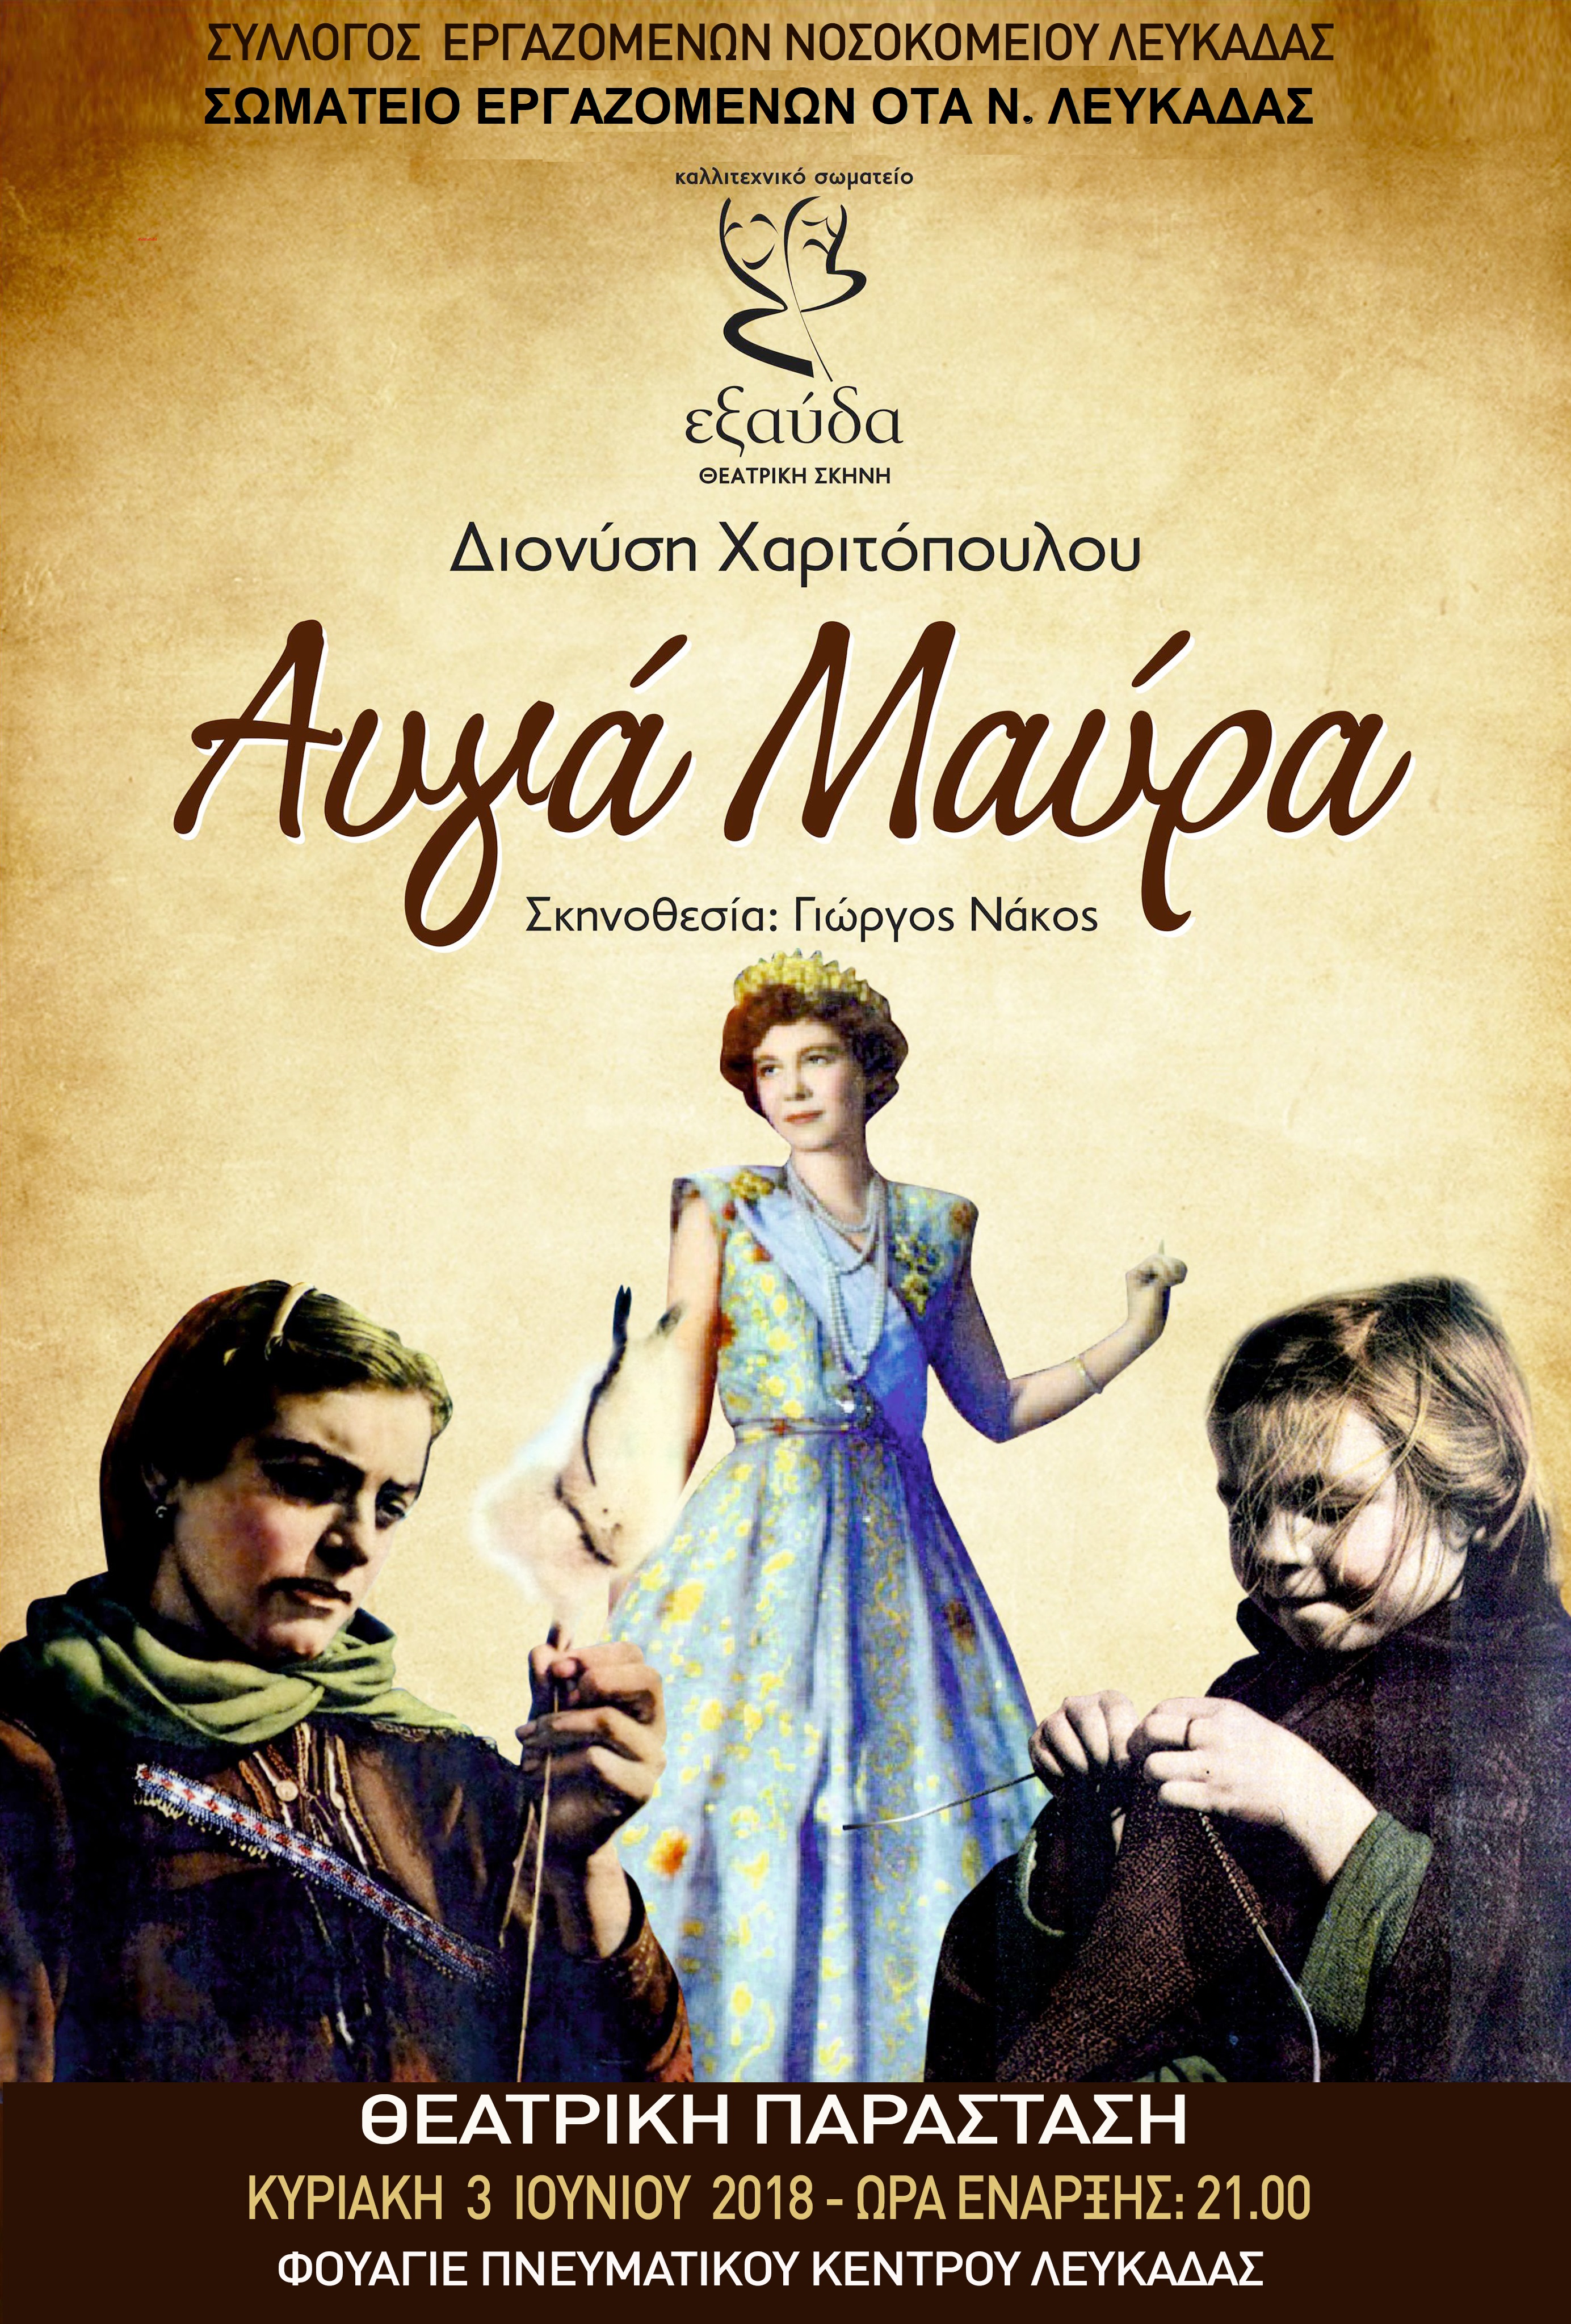 ΣΥΛΛΟΓΟΣ ΕΡΓΑΖΟΜΕΝΩΝ ΝΟΣΟΚΟΜΕΙΟΥ ΛΕΥΚΑΔΑΣ
ΣΩΜΑΤΕΙΟ ΕΡΓΑΖΟΜΕΝΩΝ ΟΤΑ Ν. ΛΕΥΚΑΔΑΣ
καλλιτεχνικό σωματείο
εξαύδα
ΘΕΑΤΡΙΚΗ ΣΚΗΝΗ
Διονύση Χαριτόπουλου
Αυγιά Μαύρα
Σκηνοθεσία: Γιώργος Νάκος
ΘΕΑΤΡΙΚΗ ΠΑΡΑΣΤΑΣΗ
ΚΥΡΙΑΚΗ 3 ΙΟΥΝΙΟΥ 2018 - ΩΡΑ ΕΝΑΡΞΗΣ: 21.00
ΦΟΥΑΓΙΕ ΠΝΕΥΜΑΤΙΚΟΥ ΚΕΝΤΡΟΥ ΛΕΥΚΑΔΑΣ